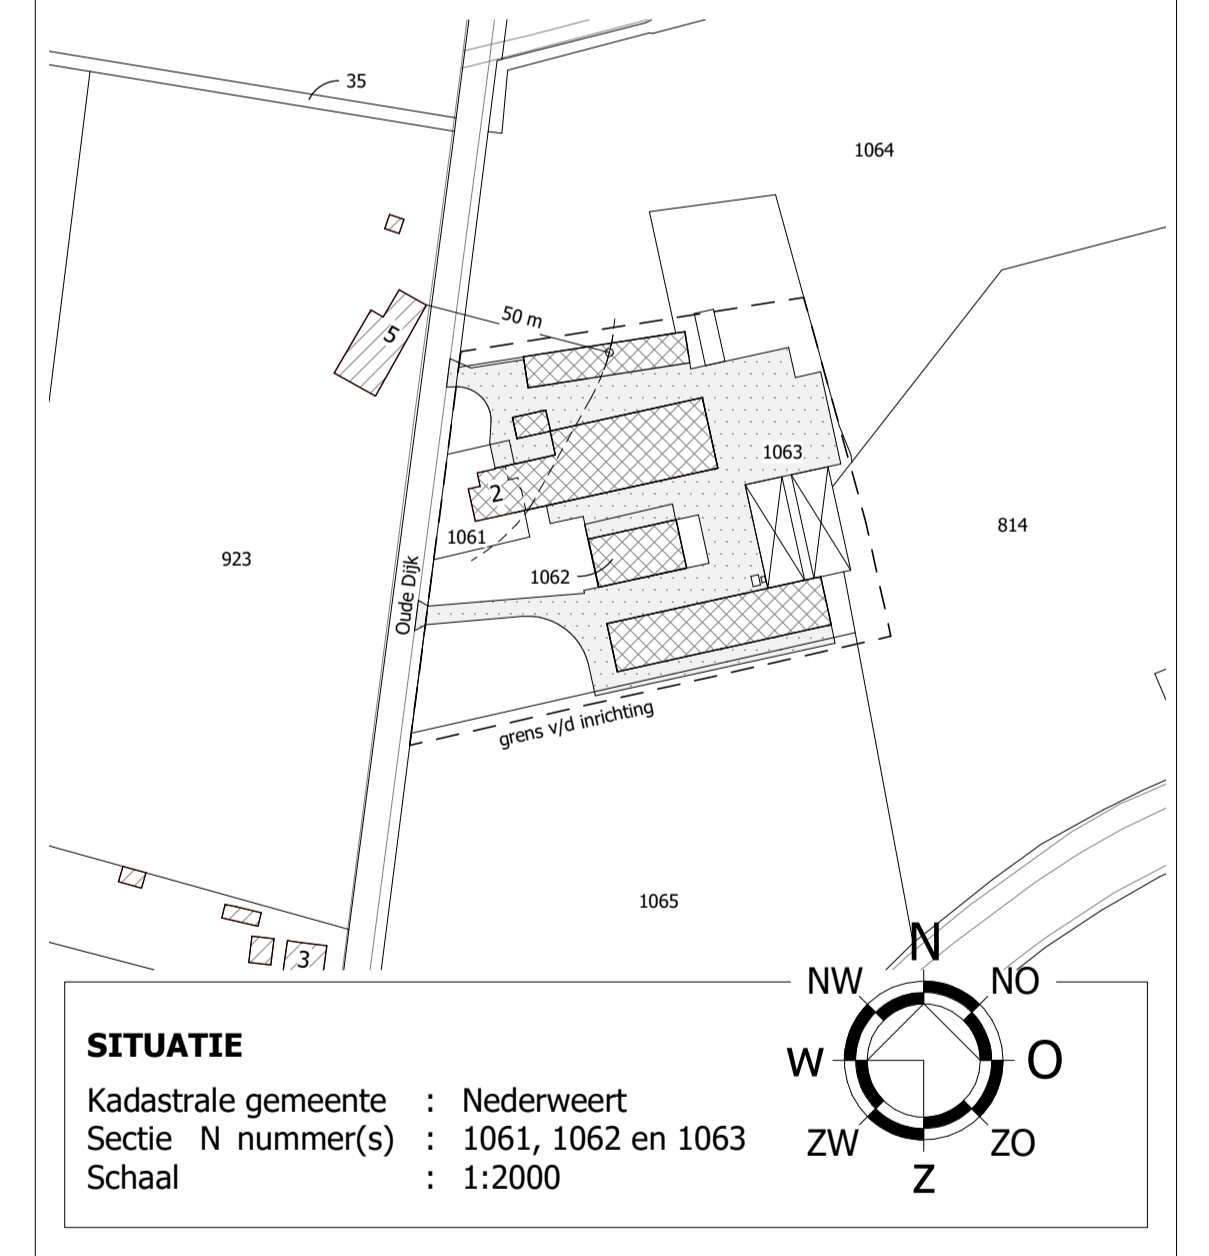 35
1064
50 m
5
1063
2
1061
814
923
1062
Oude Dijk
grens v/d inrichting
1065
3
N
NW
NO
W
O
ZW
ZO
Z
SITUATIE
Kadastrale gemeente : Nederweert
Sectie N nummer(s) : 1061, 1062 en 1063
Schaal : 1:2000